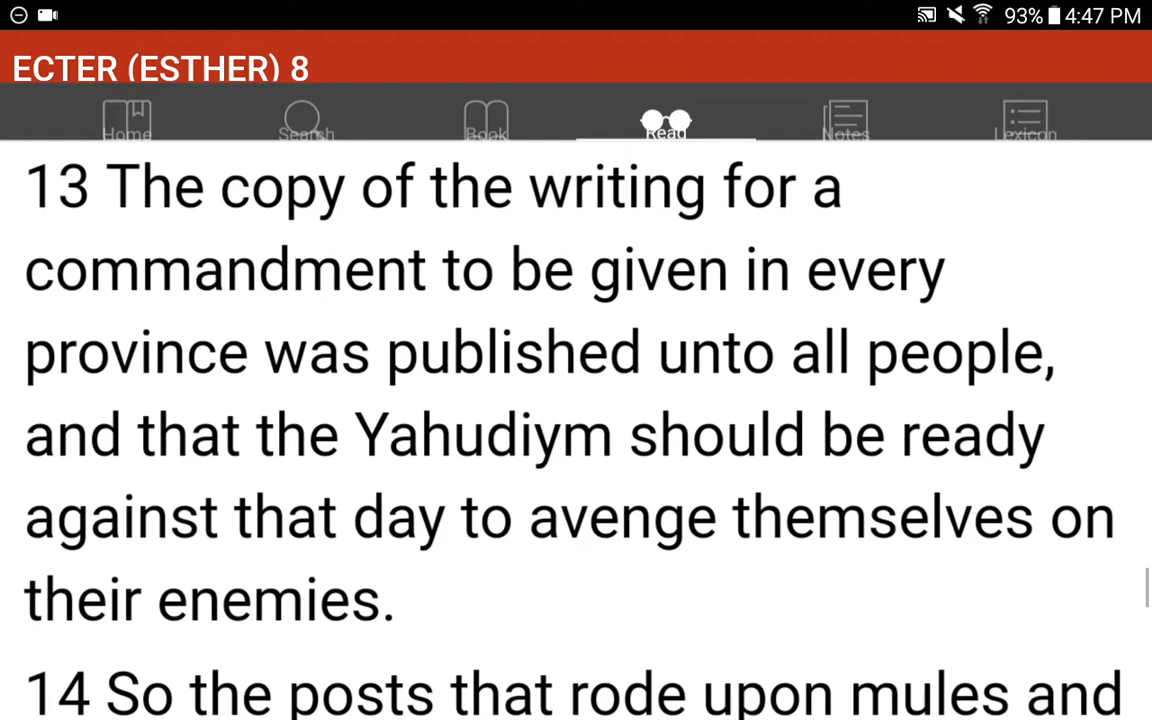 93% 4:47 PM
ECTER (ESTHER) 8
Home Search Book Read Notes Lexicon
13 The copy of the writing for a
commandment to be given in every
province was published unto all people,
and that the Yahudiym should be ready
against that day to avenge themselves on
their enemies.
14 So the posts that rode upon mules and